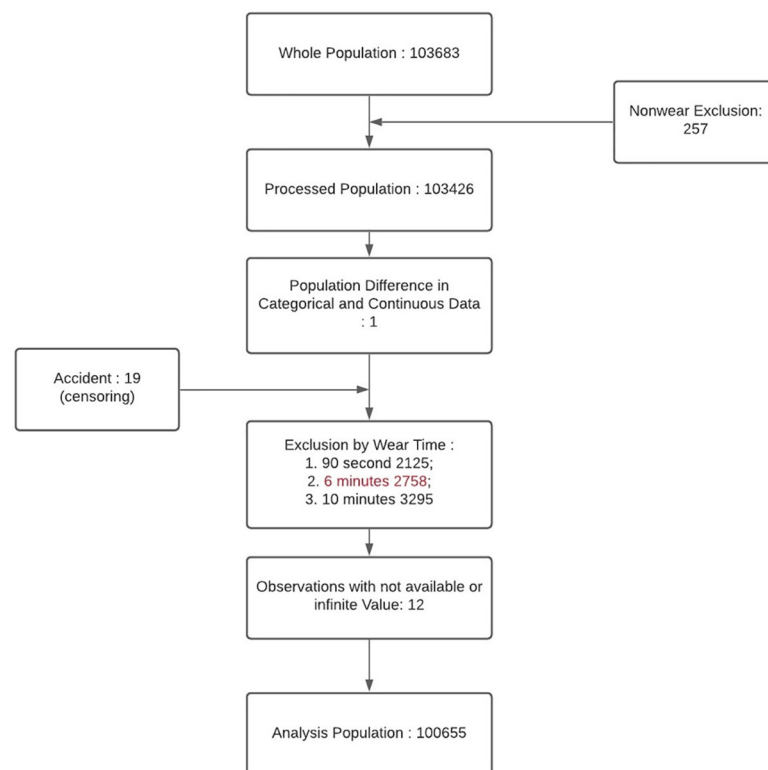 Whole Population : 103683
Nonwear Exclusion:
257
Processed Population : 103426
Population Difference in
Categorical and Continuous Data
: 1
Accident : 19
(censoring)
Exclusion by Wear Time :
1. 90 second 2125;
2. 6 minutes 2758;
3. 10 minutes 3295
Observations with not available or
infinite Value: 12
Analysis Population : 100655